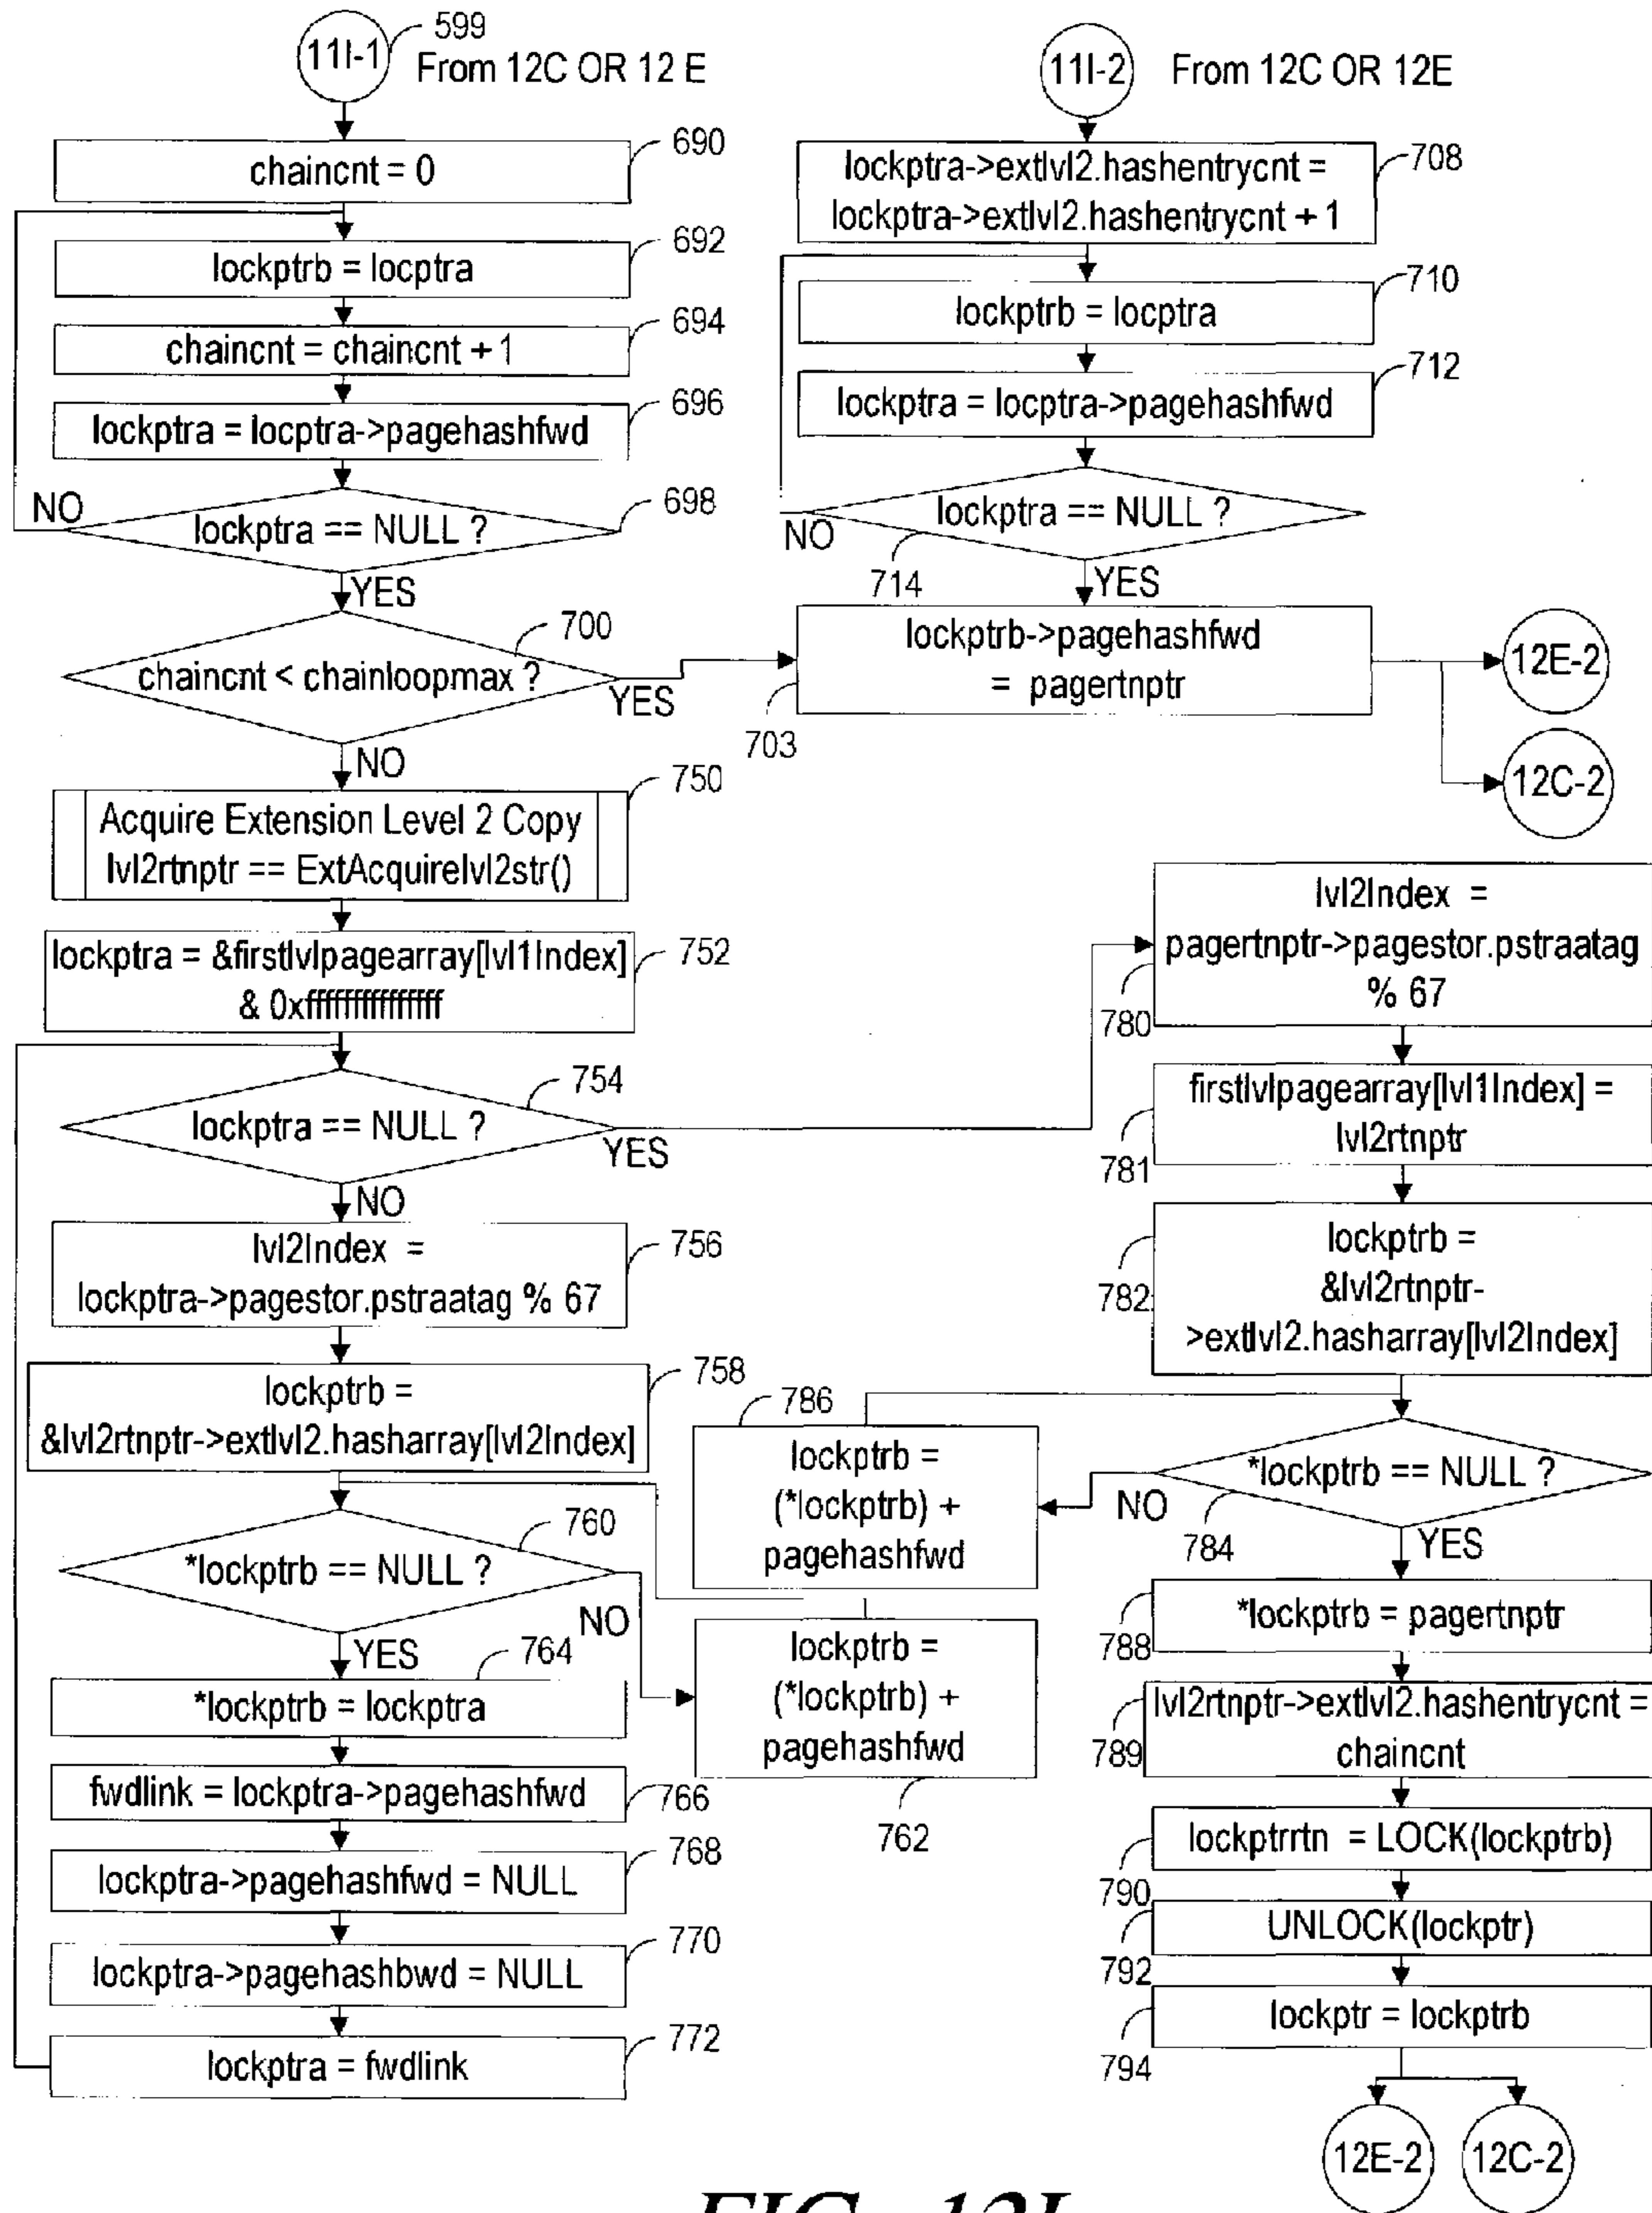 11I-1
599
From 12C OR 12 E
690
chaincnt = 0
692
lockptrb = locptra
694
chaincnt = chaincnt + 1
696
lockptra = locptra->pagehashfwd
NO
698
lockptra == NULL ?
YES
700
chaincnt < chainloopmax ?
YES
NO
750
Acquire Extension Level 2 Copy
lvl2rtnptr == ExtAcquirelvl2str()
lockptra = &firstlvlpagearray[lvl1Index]
& 0xfffffffffffffff
752
754
lockptra == NULL ?
YES
NO
lvl2Index =
lockptra->pagestor.pstraatag % 67
756
758
lockptrb =
&lvl2rtnptr->extlvl2.hasharray[lvl2Index]
760
*lockptrb == NULL ?
NO
YES
764
*lockptrb = lockptra
fwdlink = lockptra->pagehashfwd
766
768
lockptra->pagehashfwd = NULL
770
lockptra->pagehashbwd = NULL
772
lockptra = fwdlink
11I-2
From 12C OR 12E
lockptra->extlvl2.hashentrycnt =
lockptra->extlvl2.hashentrycnt + 1
708
710
lockptrb = locptra
712
lockptra = locptra->pagehashfwd
lockptra == NULL ?
NO
714
YES
lockptrb->pagehashfwd
= pagertnptr
703
12E-2
12C-2
lvl2Index =
pagertnptr->pagestor.pstraatag
% 67
780
firstlvlpagearray[lvl1Index] =
lvl2rtnptr
781
lockptrb =
&lvl2rtnptr-
>extlvl2.hasharray[lvl2Index]
782
786
lockptrb =
(*lockptrb) +
pagehashfwd
*lockptrb == NULL ?
NO
784
YES
lockptrb =
(*lockptrb) +
pagehashfwd
762
*lockptrb = pagertnptr
788
lvl2rtnptr->extlvl2.hashentrycnt =
chaincnt
789
lockptrrtn = LOCK(lockptrb)
790
UNLOCK(lockptr)
792
lockptr = lockptrb
794
12E-2
12C-2
FIG. 12I